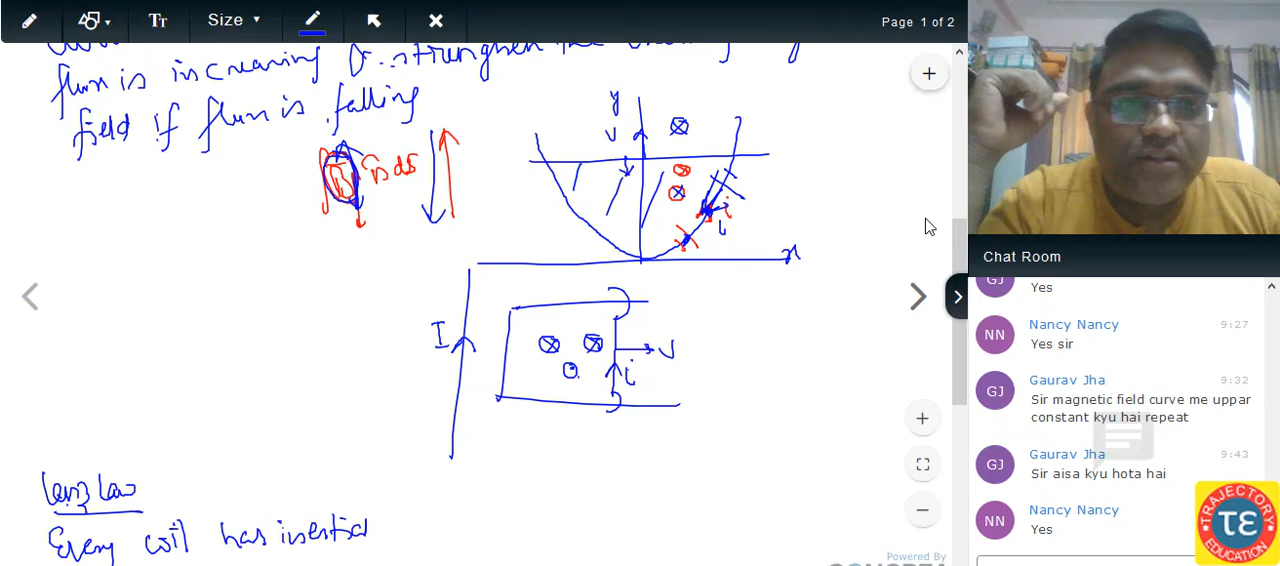 Tт Size Page 1 of 2
flux is increasing strengthen the
field if flux is falling
y
v
B n ds
i
x
I
v
i
Lenz law
Every coil has inertia
Chat Room
GJ Yes
Nancy Nancy 9:27
NN Yes sir
Gaurav Jha 9:32
GJ Sir magnetic field curve me uppar
constant kyu hai repeat
Gaurav Jha 9:43
GJ Sir aisa kyu hota hai
Nancy Nancy
NN Yes
TRAJECTORY
TE
EDUCATION
Powered By